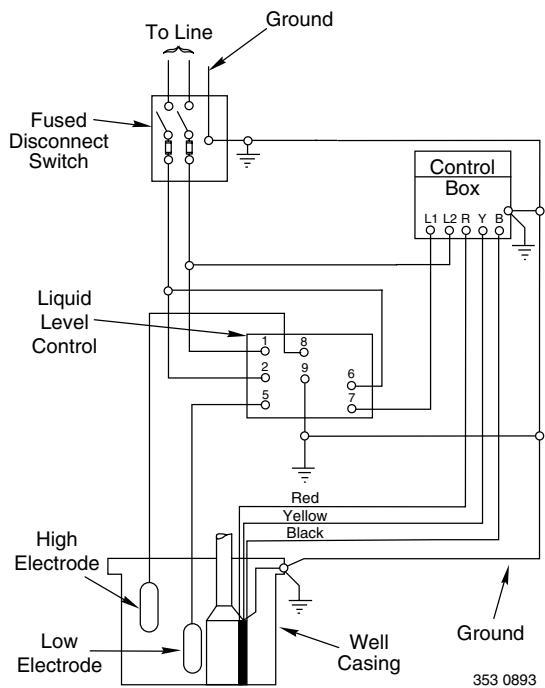 To Line
Ground
Fused
Disconnect
Switch
Control
Box
L1 L2 R Y B
Liquid
Level
Control
1
8
2
9
6
5
7
Red
Yellow
Black
High
Electrode
Low
Electrode
Well
Casing
Ground
353 0893